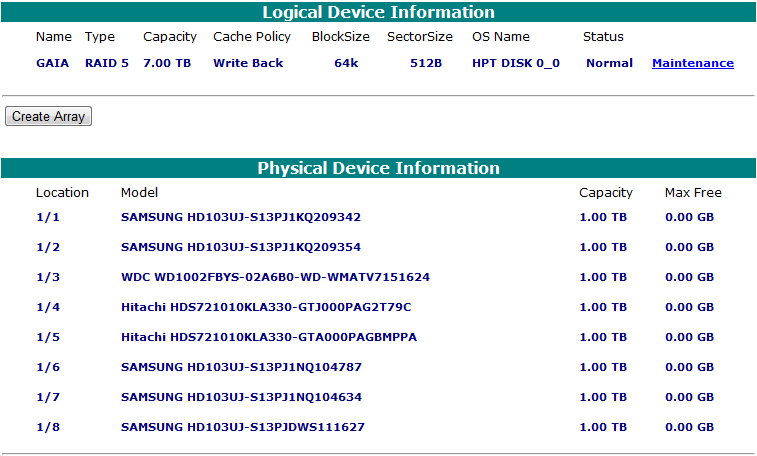 Logical Device Information
Name Type Capacity Cache Policy BlockSize SectorSize OS Name Status
GAIA RAID 5 7.00 TB Write Back 64k 512B HPT DISK 0_0 Normal Maintenance
Create Array
Physical Device Information
Location Model Capacity Max Free
1/1 SAMSUNG HD103UJ-S13PJ1KQ209342 1.00 TB 0.00 GB
1/2 SAMSUNG HD103UJ-S13PJ1KQ209354 1.00 TB 0.00 GB
1/3 WDC WD1002FBYS-02A6B0-WD-WMATV7151624 1.00 TB 0.00 GB
1/4 Hitachi HDS721010KLA330-GTJ000PAG2T79C 1.00 TB 0.00 GB
1/5 Hitachi HDS721010KLA330-GTA000PAGBMPPA 1.00 TB 0.00 GB
1/6 SAMSUNG HD103UJ-S13PJ1NQ104787 1.00 TB 0.00 GB
1/7 SAMSUNG HD103UJ-S13PJ1NQ104634 1.00 TB 0.00 GB
1/8 SAMSUNG HD103UJ-S13PJDWS111627 1.00 TB 0.00 GB